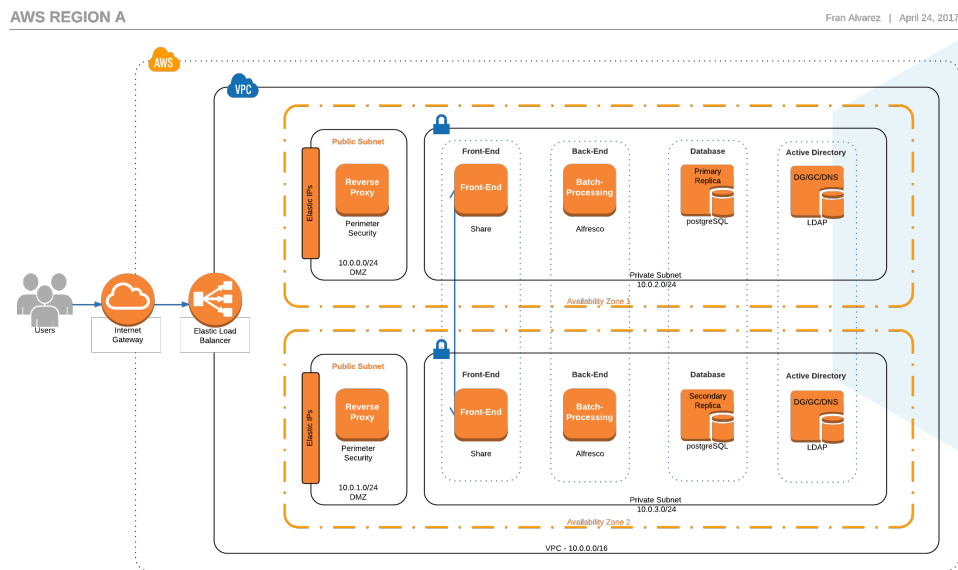 AWS REGION A
Fran Alvarez | April 24, 2017
AWS
VPC
Users
Internet
Gateway
Elastic Load
Balancer
Public Subnet
Elastic IPs
Reverse
Proxy
Perimeter
Security
10.0.0.0/24
DMZ
Front-End
Front-End
Share
Back-End
Batch-
Processing
Alfresco
Database
Primary
Replica
postgreSQL
Active Directory
DG/GC/DNS
LDAP
Private Subnet
10.0.2.0/24
Availability Zone 1
Public Subnet
Elastic IPs
Reverse
Proxy
Perimeter
Security
10.0.1.0/24
DMZ
Front-End
Front-End
Share
Back-End
Batch-
Processing
Alfresco
Database
Secondary
Replica
postgreSQL
Active Directory
DG/GC/DNS
LDAP
Private Subnet
10.0.3.0/24
Availability Zone 2
VPC - 10.0.0.0/16